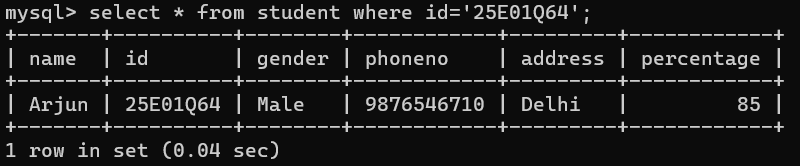 mysql> select * from student where id='25E01Q64';
+-------+----------+--------+------------+---------+------------+
| name  | id       | gender | phoneno    | address | percentage |
+-------+----------+--------+------------+---------+------------+
| Arjun | 25E01Q64 | Male   | 9876546710 | Delhi   |         85 |
+-------+----------+--------+------------+---------+------------+
1 row in set (0.04 sec)